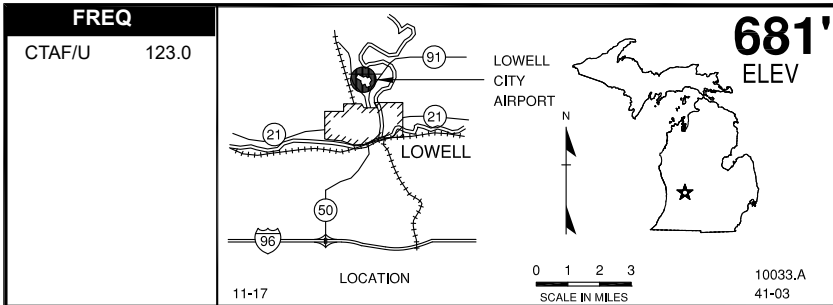 FREQ
CTAF/U 123.0
91
LOWELL
CITY
AIRPORT
21
21
LOWELL
50
96
LOCATION
11-17
N
0 1 2 3
SCALE IN MILES
681'
ELEV
10033.A
41-03